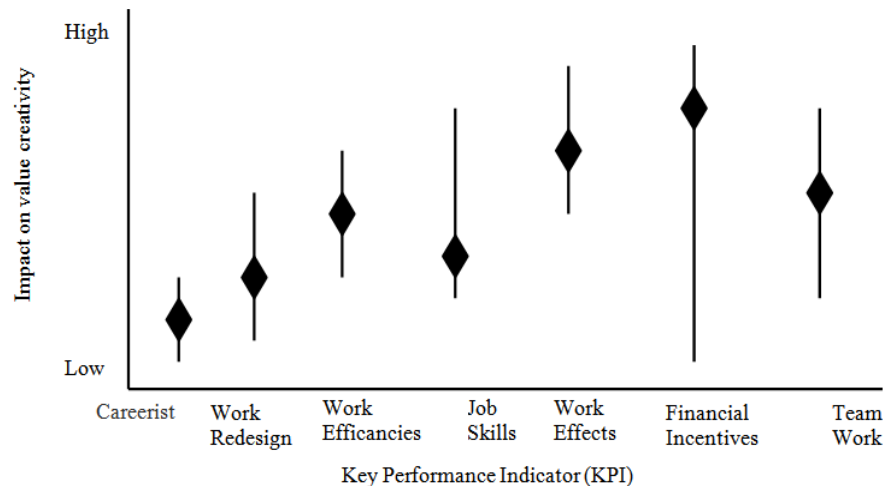 High
Impact on value creativity
Low
Careerist
Work
Redesign
Work
Efficancies
Job
Skills
Work
Effects
Financial
Incentives
Team
Work
Key Performance Indicator (KPI)